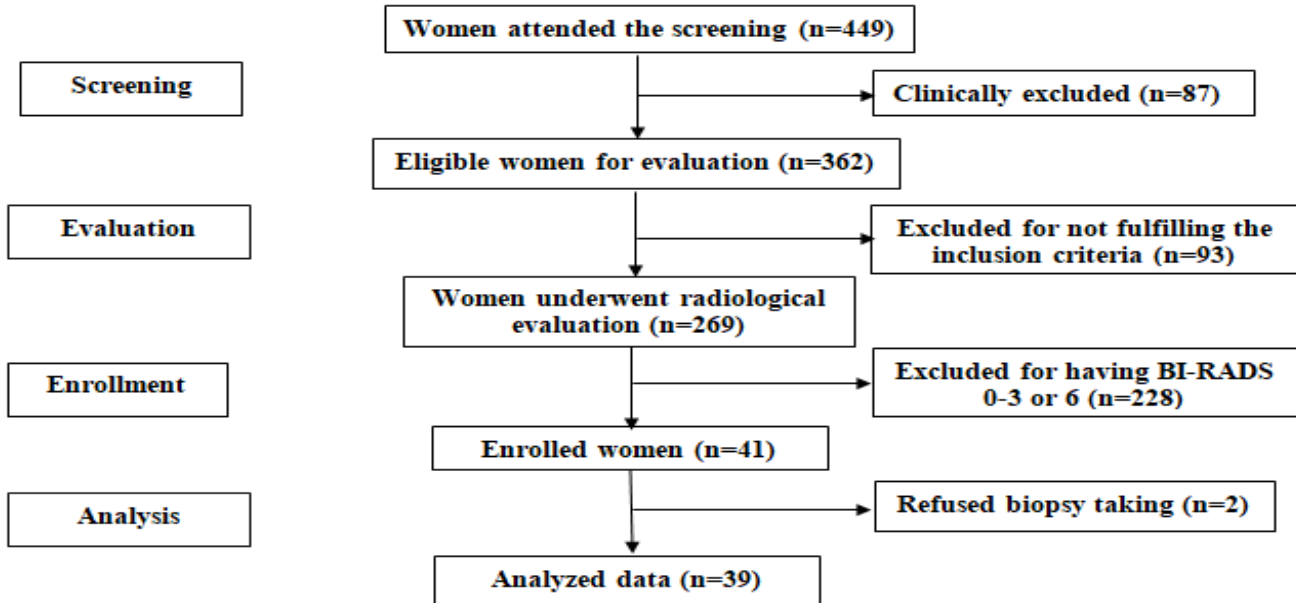 Women attended the screening (n=449)
Screening
Clinically excluded (n=87)
Eligible women for evaluation (n=362)
Evaluation
Excluded for not fulfilling the
inclusion criteria (n=93)
Women underwent radiological
evaluation (n=269)
Enrollment
Excluded for having BI-RADS
0-3 or 6 (n=228)
Enrolled women (n=41)
Analysis
Refused biopsy taking (n=2)
Analyzed data (n=39)